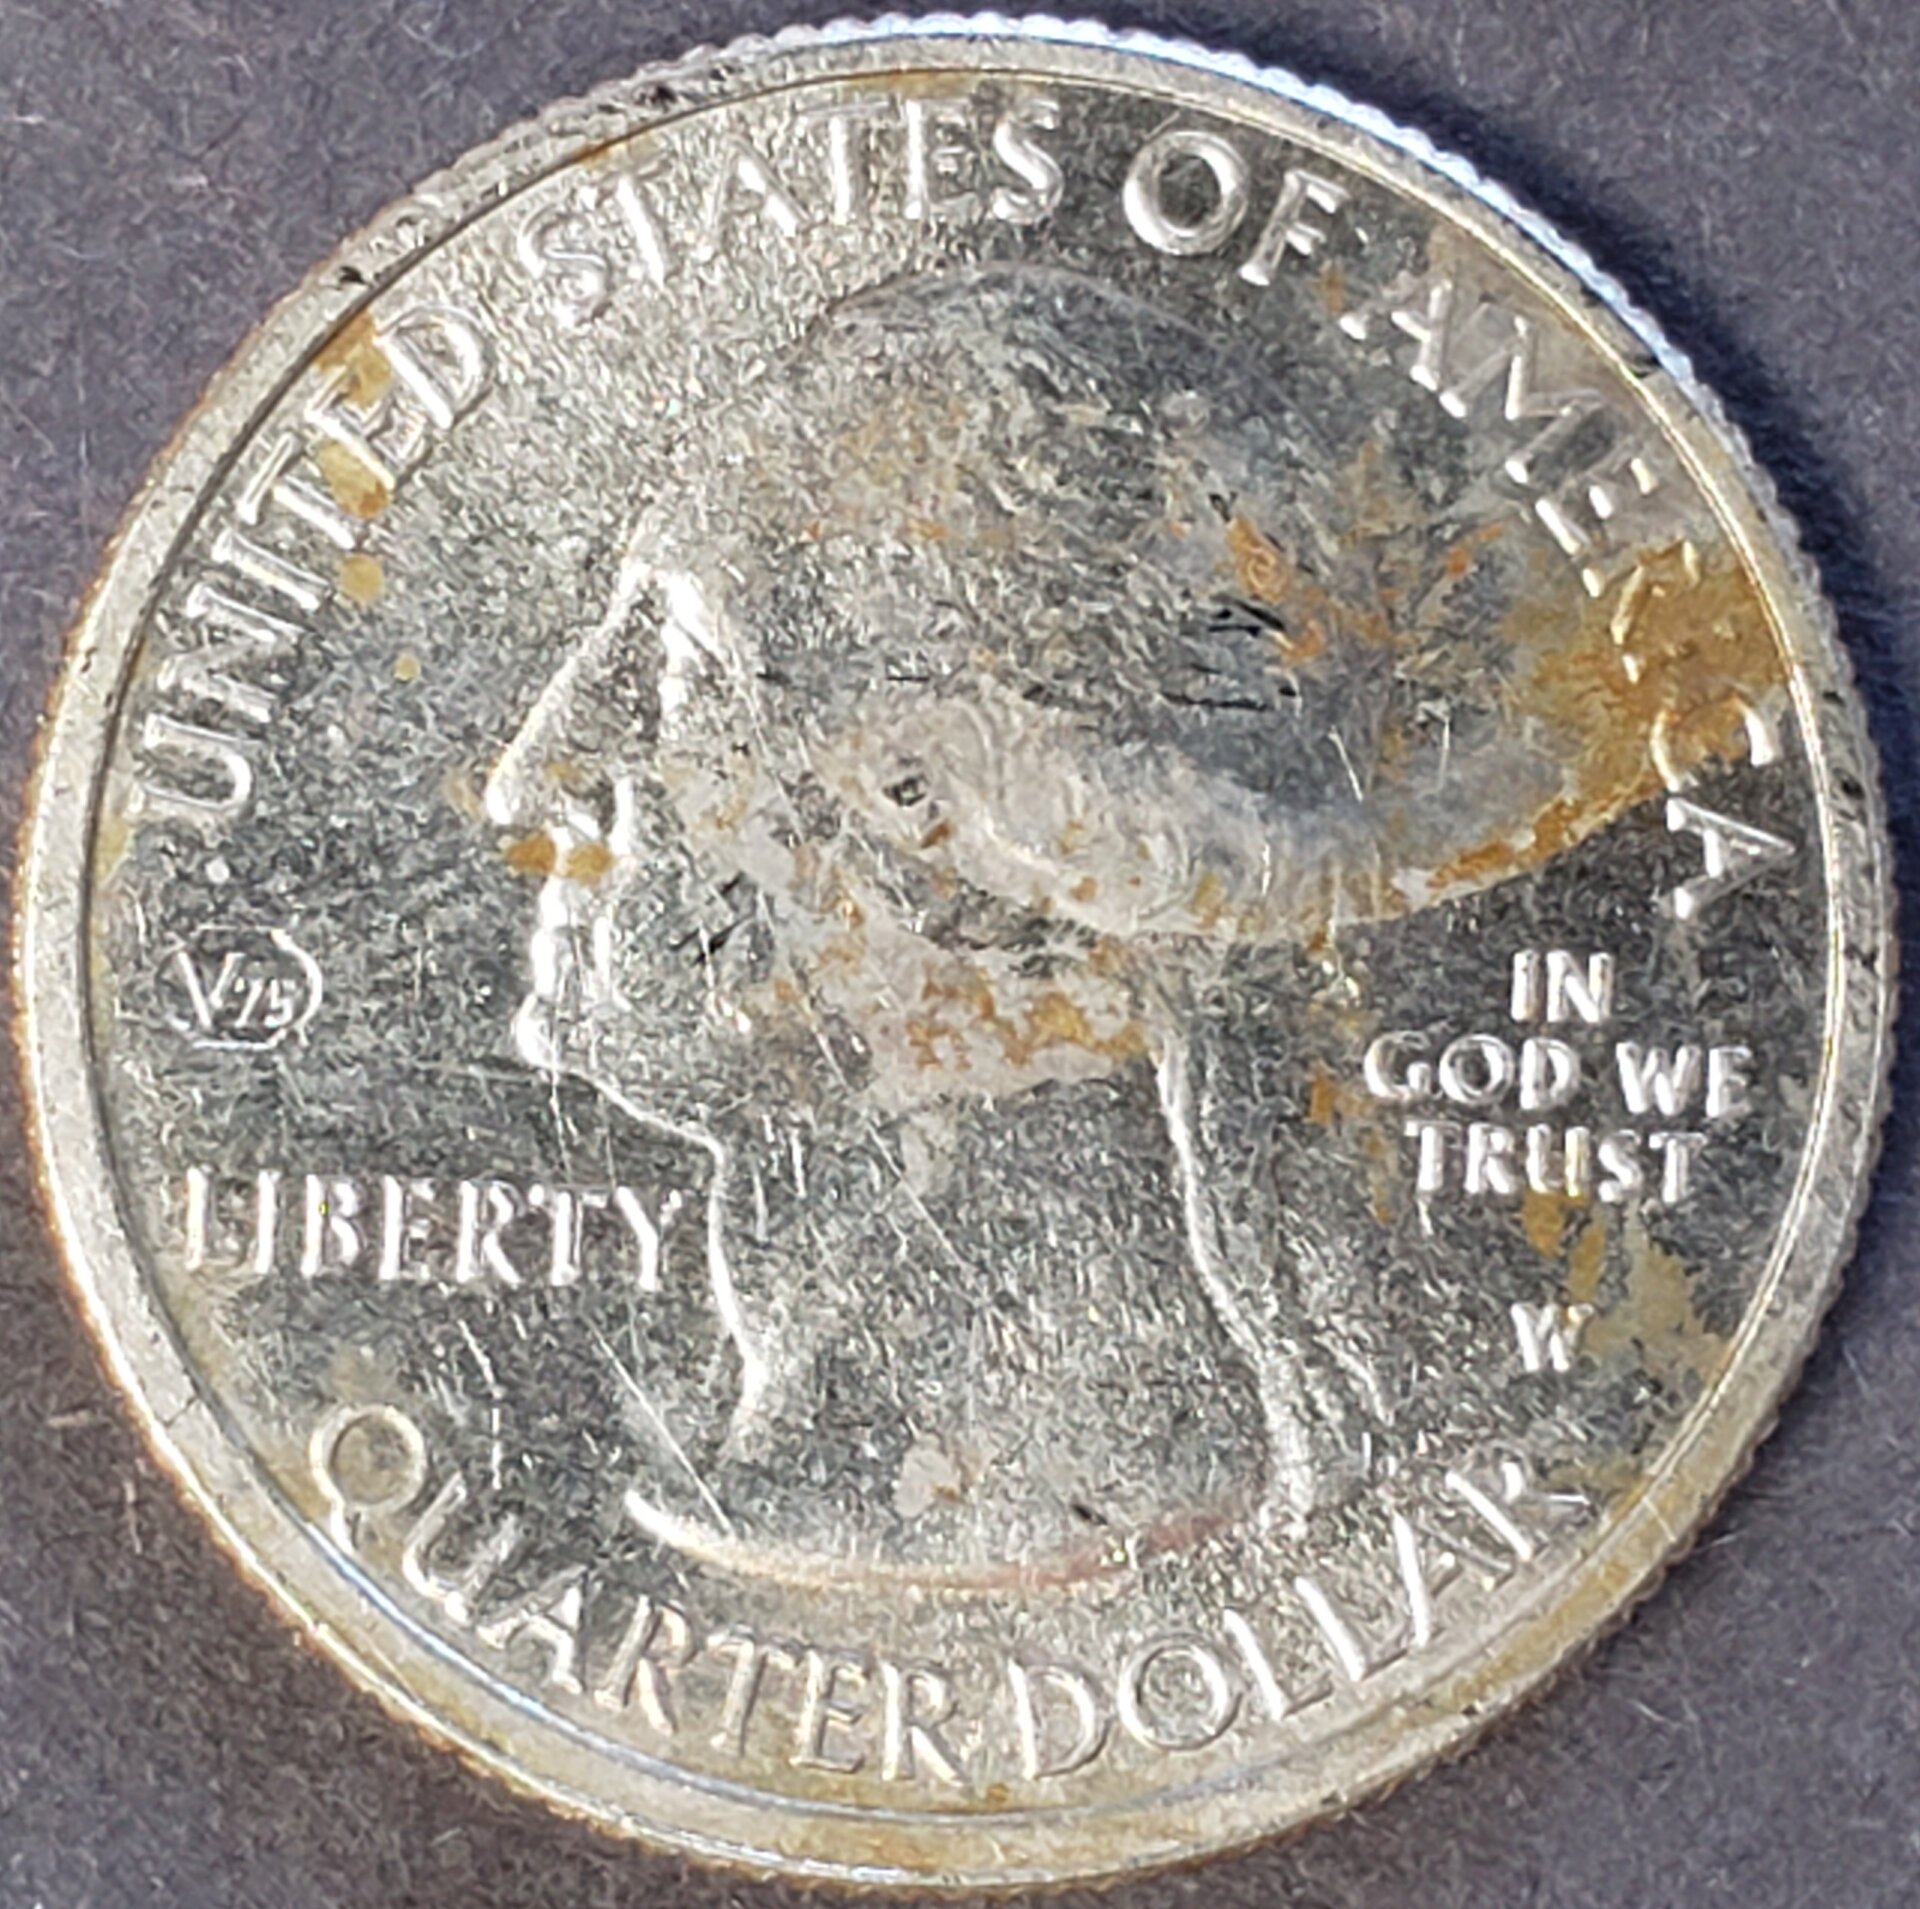 UNITED STATES OF AMERICA
V75
LIBERTY
IN
GOD WE
TRUST
W
QUARTER DOLLAR